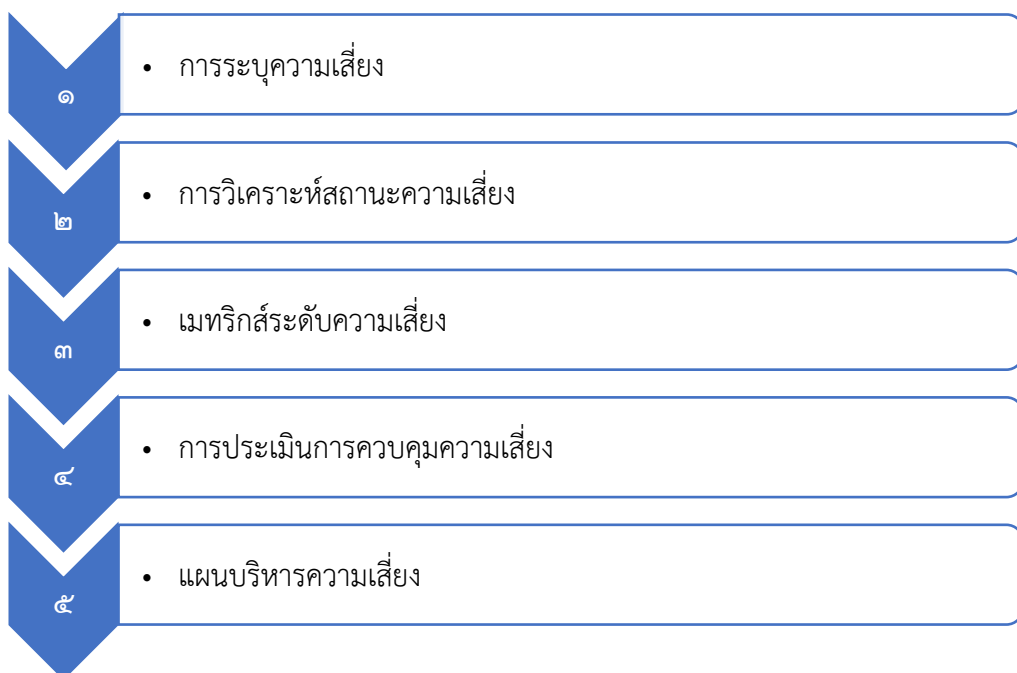 ๑
• การระบุความเสี่ยง
๒
• การวิเคราะห์สถานะความเสี่ยง
๓
• เมทริกส์ระดับความเสี่ยง
๔
• การประเมินการควบคุมความเสี่ยง
๕
• แผนบริหารความเสี่ยง